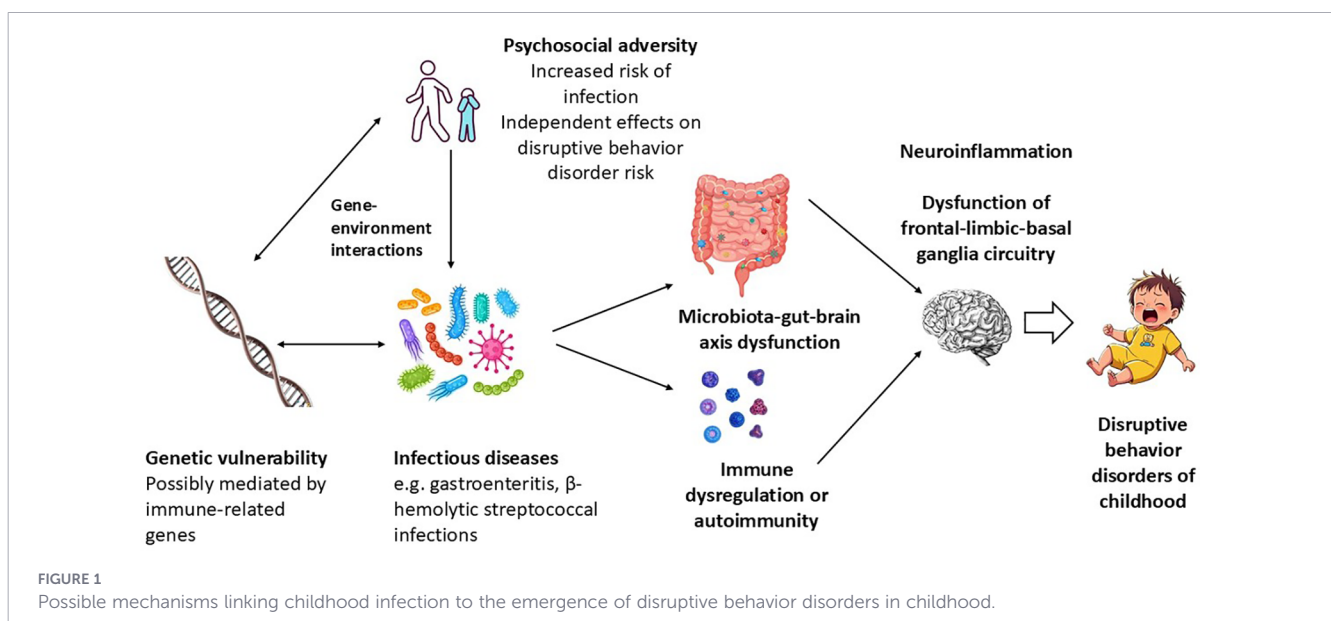 Psychosocial adversity
Increased risk of
infection
Independent effects on
disruptive behavior
disorder risk
Gene-
environment
interactions
Neuroinflammation
Dysfunction of
frontal-limbic-basal
ganglia circuitry
Microbiota-gut-brain
axis dysfunction
Genetic vulnerability
Possibly mediated by
immune-related
genes
Infectious diseases
e.g. gastroenteritis, β-
hemolytic streptococcal
infections
Immune
dysregulation or
autoimmunity
Disruptive
behavior
disorders of
childhood
FIGURE 1
Possible mechanisms linking childhood infection to the emergence of disruptive behavior disorders in childhood.